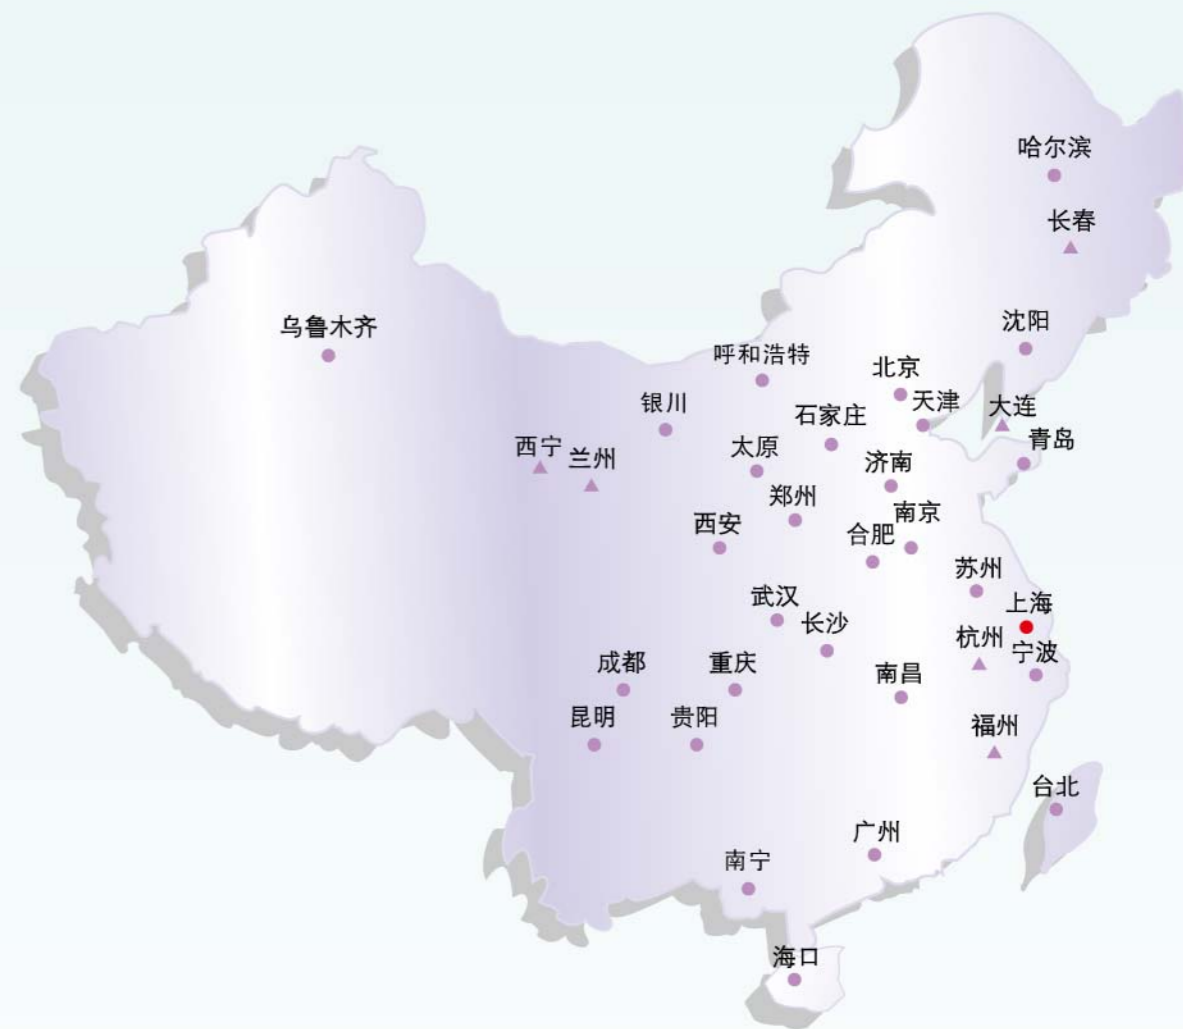 哈尔滨
长春
沈阳
乌鲁木齐
呼和浩特
北京
银川
天津
大连
石家庄
青岛
西宁
兰州
太原
济南
郑州
南京
西安
合肥
苏州
武汉
上海
长沙
杭州
宁波
成都
重庆
南昌
昆明
贵阳
福州
台北
广州
南宁
海口